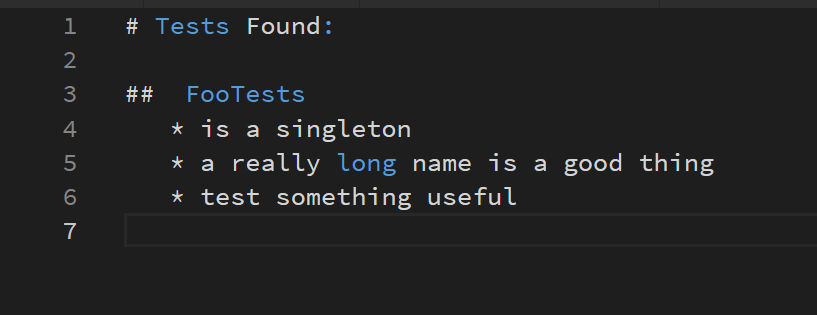 1 # Tests Found:
2
3 ##  FooTests
4    * is a singleton
5    * a really long name is a good thing
6    * test something useful
7